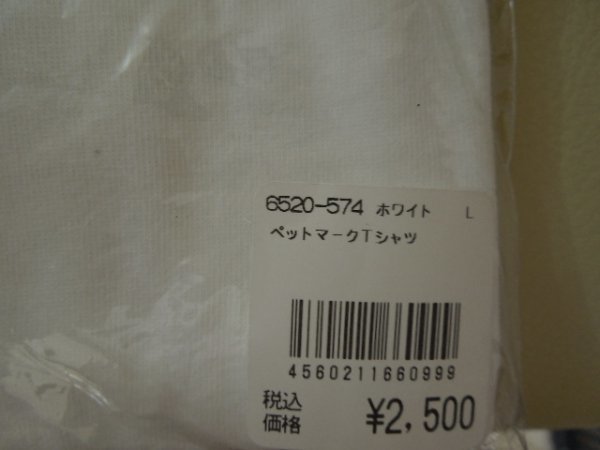 6520-574 ホワイト L
ペットマークTシャツ
4560211660999
税込
価格 ¥2,500